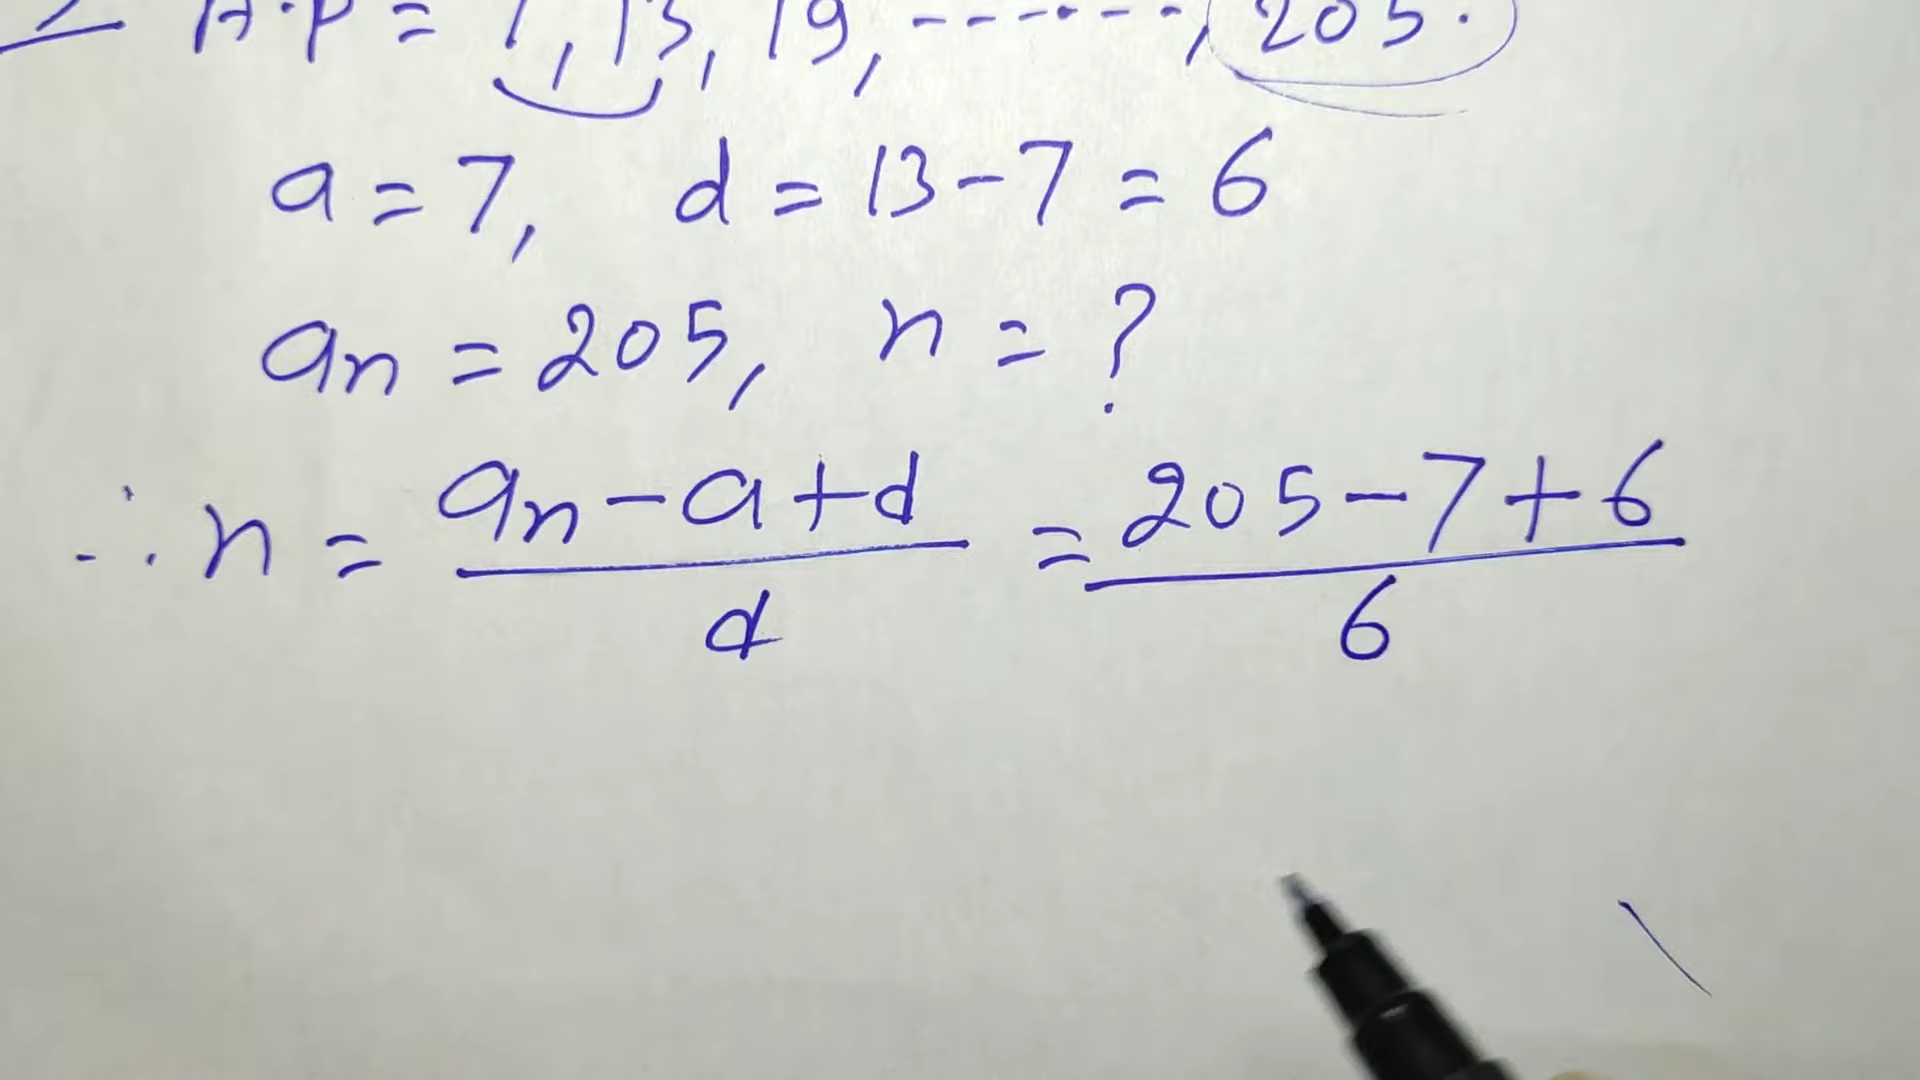 A.P = 7, 13, 19, -------, 205.
a = 7, d = 13 - 7 = 6
an = 205, n = ?
∴ n = (an - a + d)/d = (205 - 7 + 6)/6